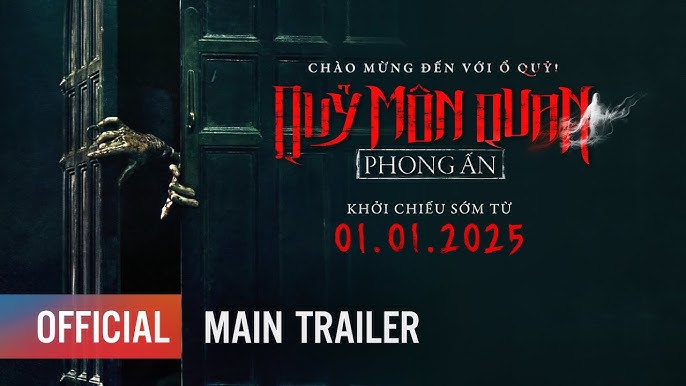 CHÀO MỪNG ĐẾN VỚI Ổ QUỶ!
QUỶ MÔN QUAN
PHONG ẤN
KHỞI CHIẾU SỚM TỪ
01.01.2025
OFFICIAL MAIN TRAILER